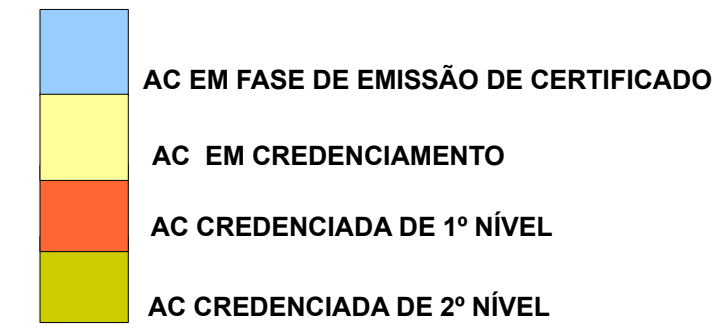 AC EM FASE DE EMISSÃO DE CERTIFICADO
AC EM CREDENCIAMENTO
AC CREDENCIADA DE 1º NÍVEL
AC CREDENCIADA DE 2º NÍVEL